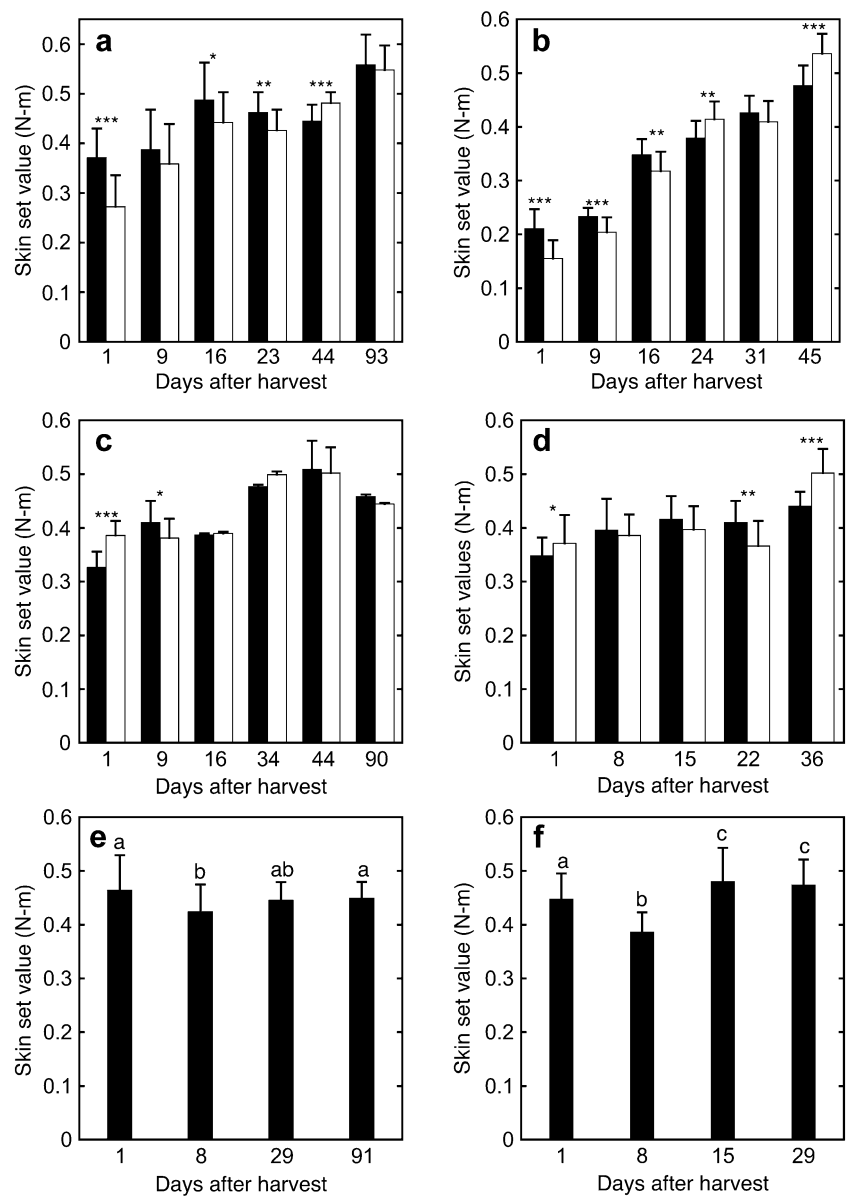 a
0.6
0.5
0.4
0.3
0.2
0.1
0
Skin set value (N-m)
***
*
**
***
1 9 16 23 44 93
Days after harvest
b
0.6
0.5
0.4
0.3
0.2
0.1
0
Skin set value (N-m)
***
***
**
**
***
1 9 16 24 31 45
Days after harvest
c
0.6
0.5
0.4
0.3
0.2
0.1
0
Skin set value (N-m)
***
*
1 9 16 34 44 90
Days after harvest
d
0.6
0.5
0.4
0.3
0.2
0.1
0
Skin set values (N-m)
*
**
***
1 8 15 22 36
Days after harvest
e
0.6
0.5
0.4
0.3
0.2
0.1
0
Skin set value (N-m)
a b ab a
1 8 29 91
Days after harvest
f
0.6
0.5
0.4
0.3
0.2
0.1
0
Skin set value (N-m)
a b c c
1 8 15 29
Days after harvest